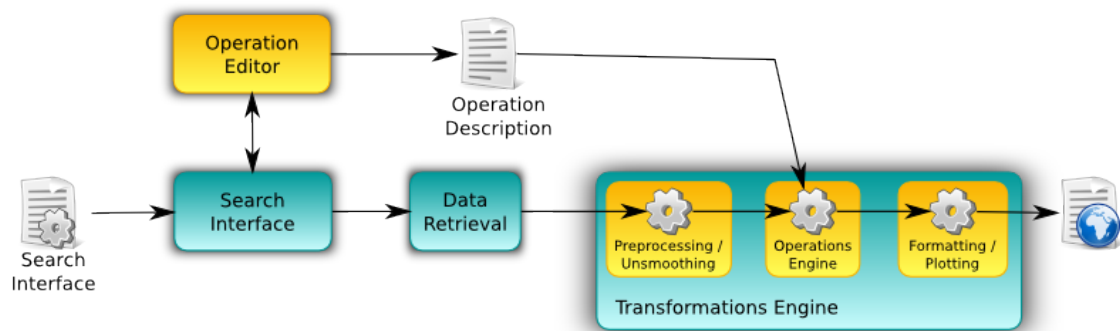 Operation
Editor
Operation
Description
Search
Interface
Search
Interface
Data
Retrieval
Preprocessing /
Unsmoothing
Operations
Engine
Formatting /
Plotting
Transformations Engine